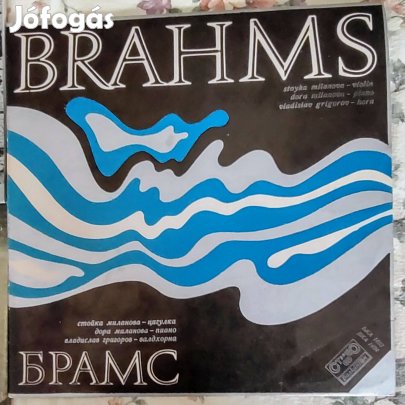 Jófogás
BRAHMS
stoyka milanova - violin
dora milanova - piano
vladislav grigorov - horn
стойка миланова - цигулка
дора миланова - пиано
владислав григоров - валдхорна
БРАМС